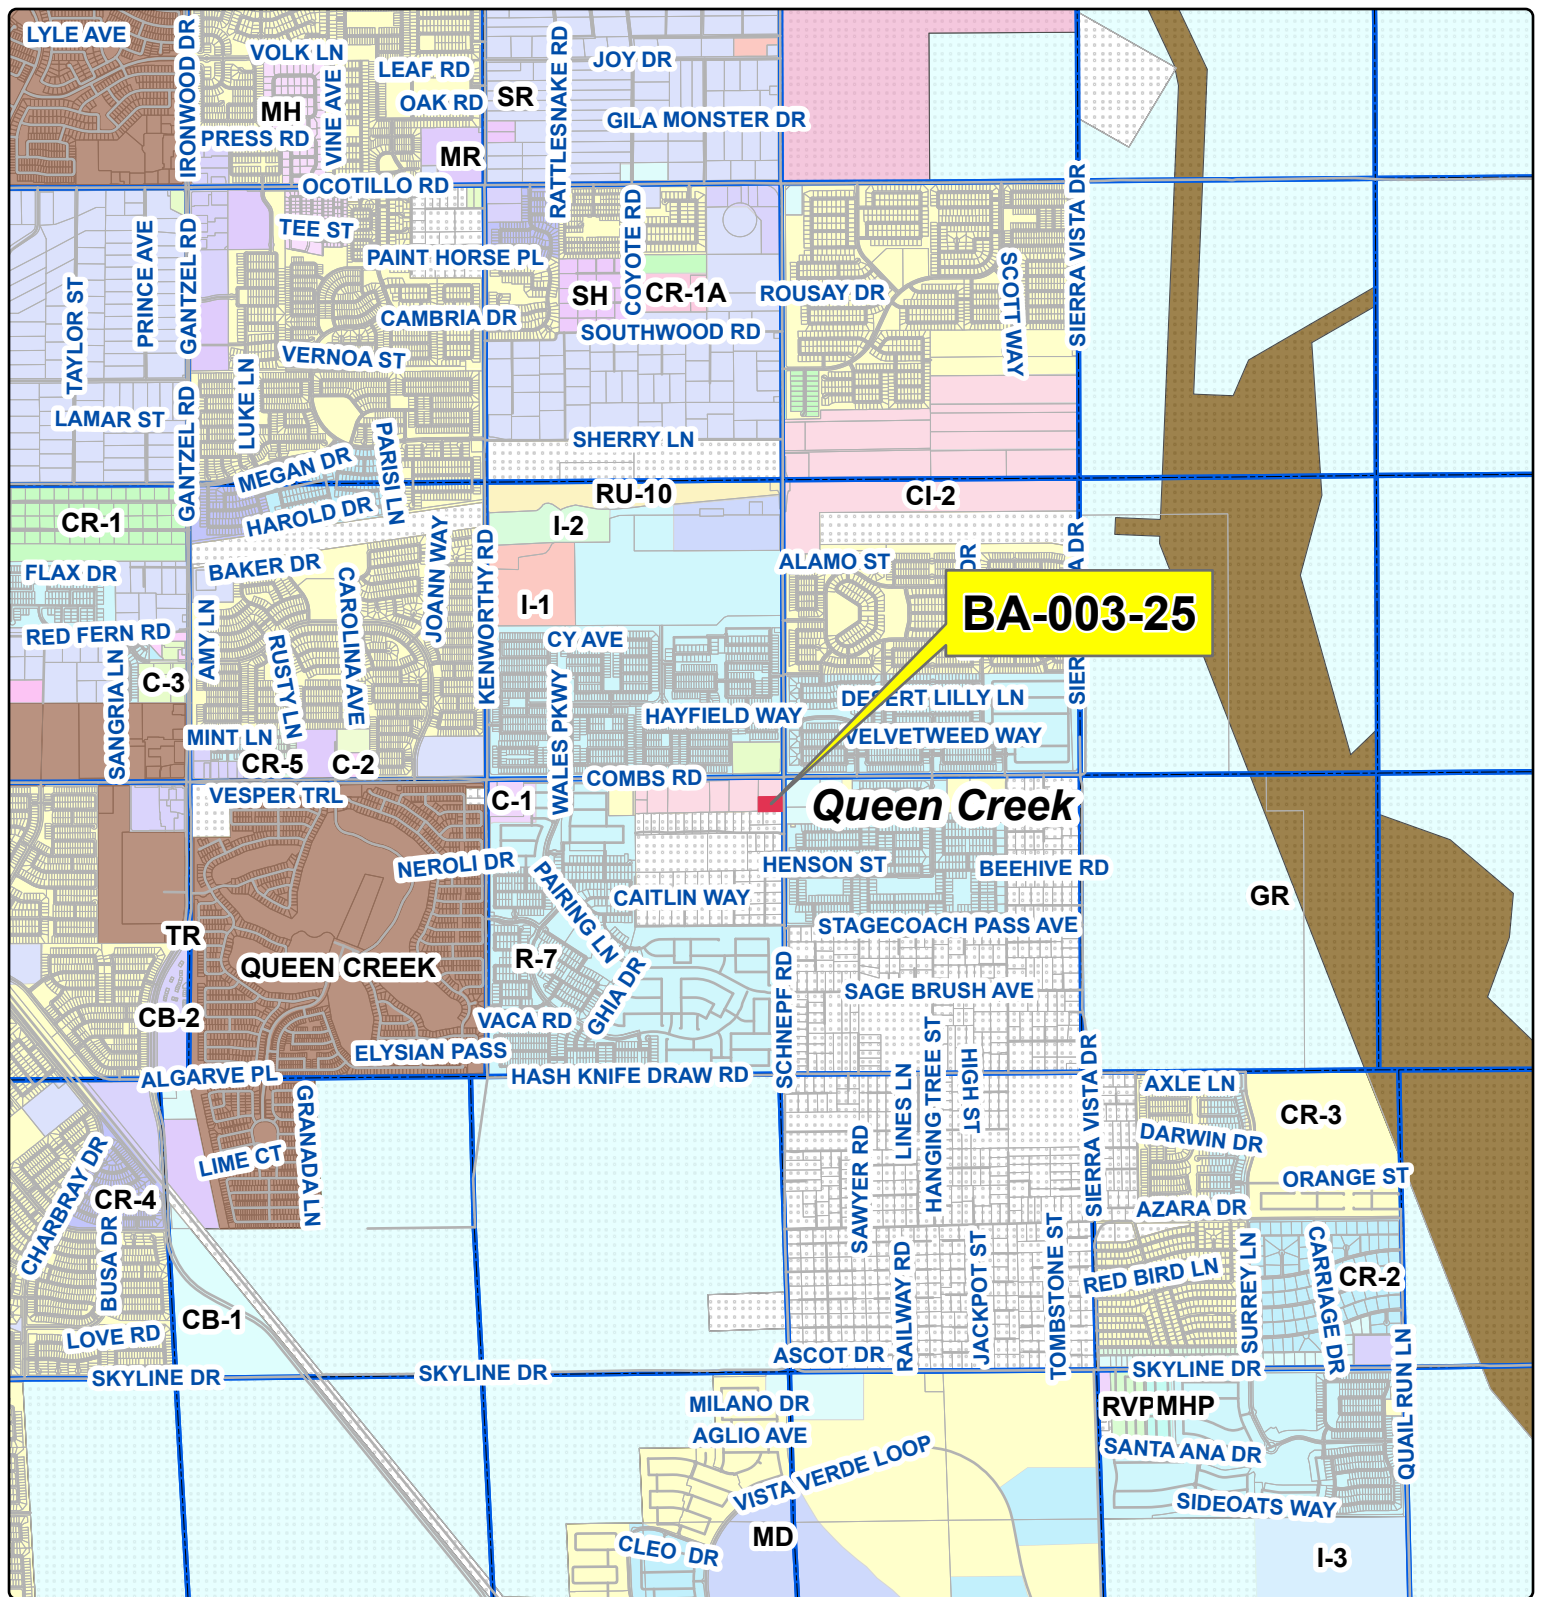 LYLE AVE
IRONWOOD DR
VOLK LN
LEAF RD
MH
VINE AVE
OAK RD
PRESS RD
MR
SR
RATTLESNAKE RD
JOY DR
GILA MONSTER DR
OCOTILLO RD
TAYLOR ST
PRINCE AVE
GANTZEL RD
TEE ST
PAINT HORSE PL
COYOTE RD
SH
CR-1A
ROUSAY DR
SCOTT WAY
SIERRA VISTA DR
CAMBRIA DR
SOUTHWOOD RD
VERNOA ST
LUKE LN
LAMAR ST
GANTZEL RD
PARISI LN
SHERRY LN
MEGAN DR
HAROLD DR
RU-10
CI-2
CR-1
I-2
JOANN WAY
KENWORTHY RD
FLAX DR
BAKER DR
ALAMO ST
DR
BA-003-25
AMY LN
CAROLINA AVE
I-1
RED FERN RD
RUSTY LN
CY AVE
SANGRIA LN
C-3
WALES PKWY
DESERT LILLY LN
HAYFIELD WAY
VELVETWEED WAY
MINT LN
CR-5
C-2
COMBS RD
VESPER TRL
C-1
Queen Creek
NEROLI DR
PAIRING LN
HENSON ST
BEEHIVE RD
CAITLIN WAY
GR
STAGECOACH PASS AVE
TR
QUEEN CREEK
R-7
GHIA DR
SCHNEPF RD
SAGE BRUSH AVE
CB-2
VACA RD
ELYSIAN PASS
HASH KNIFE DRAW RD
ALGARVE PL
GRANADA LN
LINES LN
HANGING TREE ST
HIGH ST
SIERRA VISTA DR
AXLE LN
CR-3
DARWIN DR
LIME CT
SAWYER RD
ORANGE ST
CHARBRAY DR
CR-4
AZARA DR
BUSA DR
RAILWAY RD
JACKPOT ST
TOMBSTONE ST
RED BIRD LN
SURREY LN
CARRIAGE DR
CR-2
CB-1
LOVE RD
ASCOT DR
QUAIL RUN LN
SKYLINE DR
SKYLINE DR
SKYLINE DR
MILANO DR
RVP
MHP
AGLIO AVE
SANTA ANA DR
VISTA VERDE LOOP
SIDEOATS WAY
MD
CLEO DR
I-3